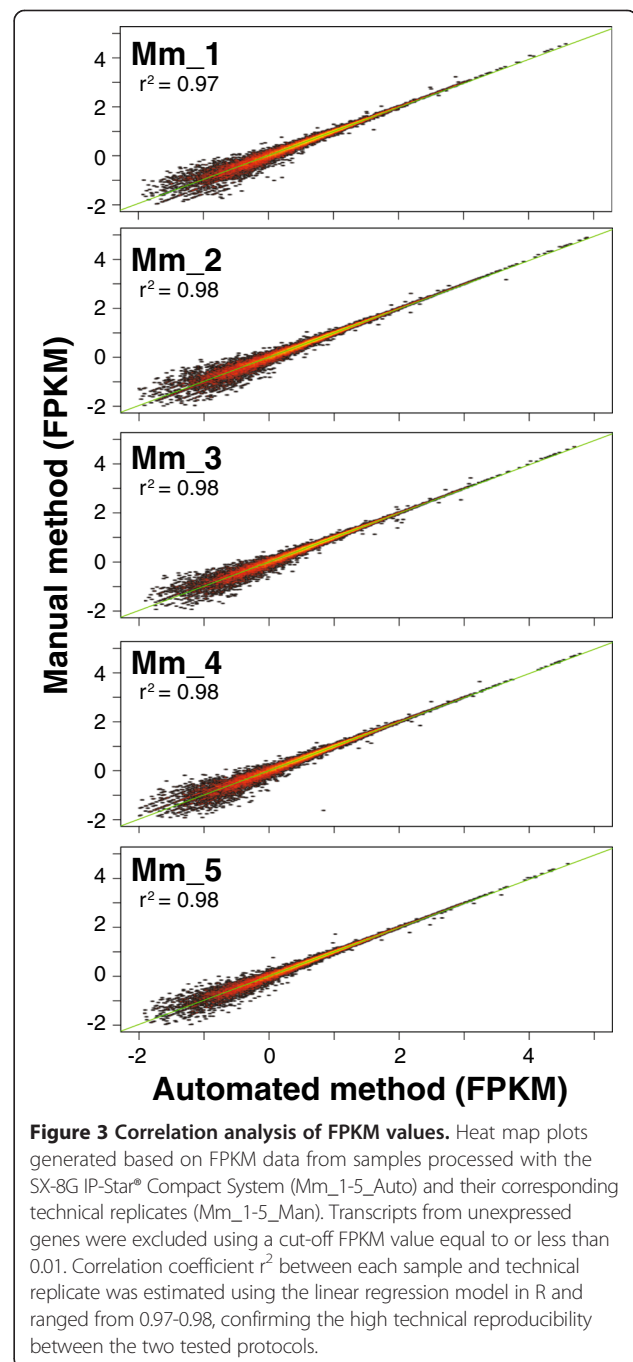 Mm_1
r² = 0.97
4
2
0
-2
Mm_2
r² = 0.98
4
2
0
-2
Mm_3
r² = 0.98
4
2
0
-2
Mm_4
r² = 0.98
4
2
0
-2
Mm_5
r² = 0.98
4
2
0
-2
Manual method (FPKM)
-2 0 2 4
Automated method (FPKM)
Figure 3 Correlation analysis of FPKM values. Heat map plots
generated based on FPKM data from samples processed with the
SX-8G IP-Star® Compact System (Mm_1-5_Auto) and their corresponding
technical replicates (Mm_1-5_Man). Transcripts from unexpressed
genes were excluded using a cut-off FPKM value equal to or less than
0.01. Correlation coefficient r² between each sample and technical
replicate was estimated using the linear regression model in R and
ranged from 0.97-0.98, confirming the high technical reproducibility
between the two tested protocols.